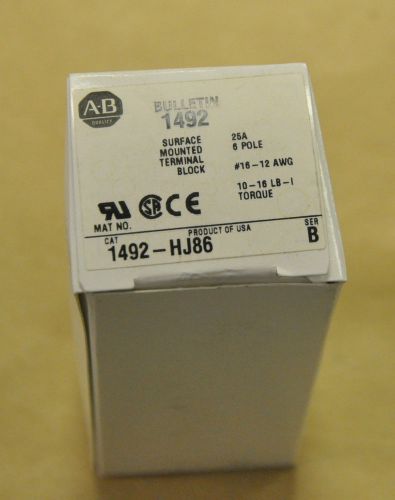 A-B
QUALITY
BULLETIN
1492
SURFACE
MOUNTED
TERMINAL
BLOCK
25A
6 POLE
#16-12 AWG
10-16 LB-I
TORQUE
MAT NO.
PRODUCT OF USA
CAT
1492-HJ86
SER
B